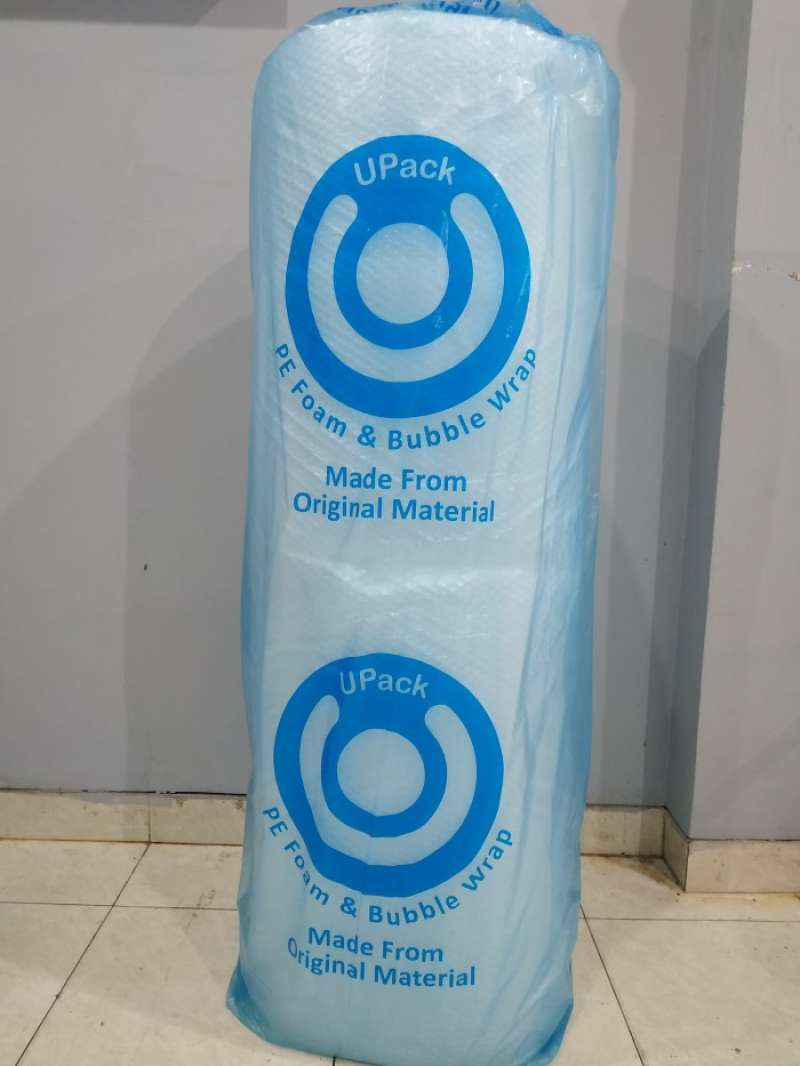 UPack
PE Foam & Bubble Wrap
Made From
Original Material
UPack
PE Foam & Bubble Wrap
Made From
Original Material